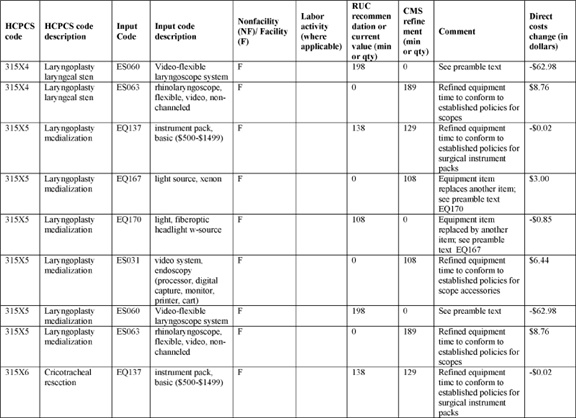 HCPCS
code
HCPCS code
description
Input
Code
Input code
description
Nonfacility
(NF)/ Facility
(F)
Labor
activity
(where
applicable)
RUC
recommen
dation or
current
value (min
or qty)
CMS
refine
ment
(min
or qty)
Comment
Direct
costs
change (in
dollars)
315X4
Laryngoplasty
laryngeal sten
ES060
Video-flexible
laryngoscope system
F
198
0
See preamble text
-$62.98
315X4
Laryngoplasty
laryngeal sten
ES063
rhinolaryngoscope,
flexible, video, non-
channeled
F
0
189
Refined equipment
time to conform to
established policies for
scopes
$8.76
315X5
Laryngoplasty
medialization
EQ137
instrument pack,
basic ($500-$1499)
F
138
129
Refined equipment
time to conform to
established policies for
surgical instrument
packs
-$0.02
315X5
Laryngoplasty
medialization
EQ167
light source, xenon
F
0
108
Equipment item
replaces another item;
see preamble text
EQ170
$3.00
315X5
Laryngoplasty
medialization
EQ170
light, fiberoptic
headlight w-source
F
108
0
Equipment item
replaced by another
item; see preamble
text EQ167
-$0.85
315X5
Laryngoplasty
medialization
ES031
video system,
endoscopy
(processor, digital
capture, monitor,
printer, cart)
F
0
108
Refined equipment
time to conform to
established policies for
scope accessories
$6.44
315X5
Laryngoplasty
medialization
ES060
Video-flexible
laryngoscope system
F
198
0
See preamble text
-$62.98
315X5
Laryngoplasty
medialization
ES063
rhinolaryngoscope,
flexible, video, non-
channeled
F
0
189
Refined equipment
time to conform to
established policies for
scopes
$8.76
315X6
Cricotracheal
resection
EQ137
instrument pack,
basic ($500-$1499)
F
138
129
Refined equipment
time to conform to
established policies for
surgical instrument
packs
-$0.02